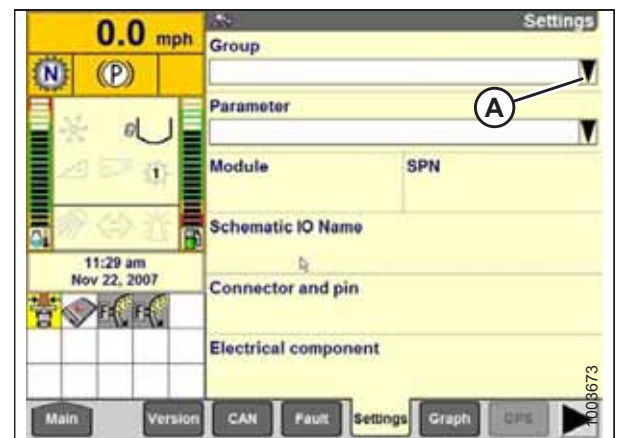 0.0 mph
Settings
Group
N
(P)
A
Parameter
1
Module
SPN
Schematic IO Name
11:29 am
Nov 22, 2007
Connector and pin
Electrical component
Main
Version
CAN
Fault
Settings
Graph
GPS
1003673